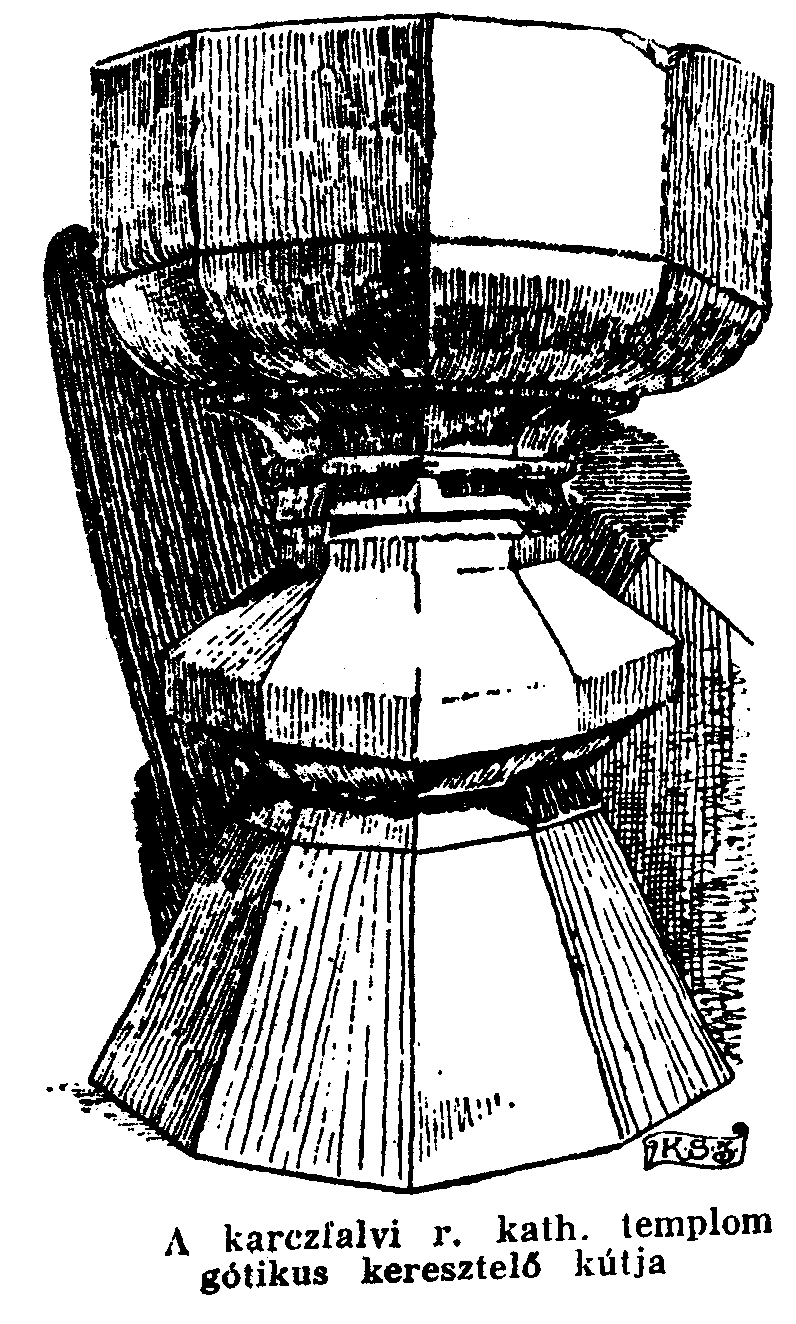 K.S.Z.
A karczfalvi r. kath. templom
gótikus keresztelő kútja